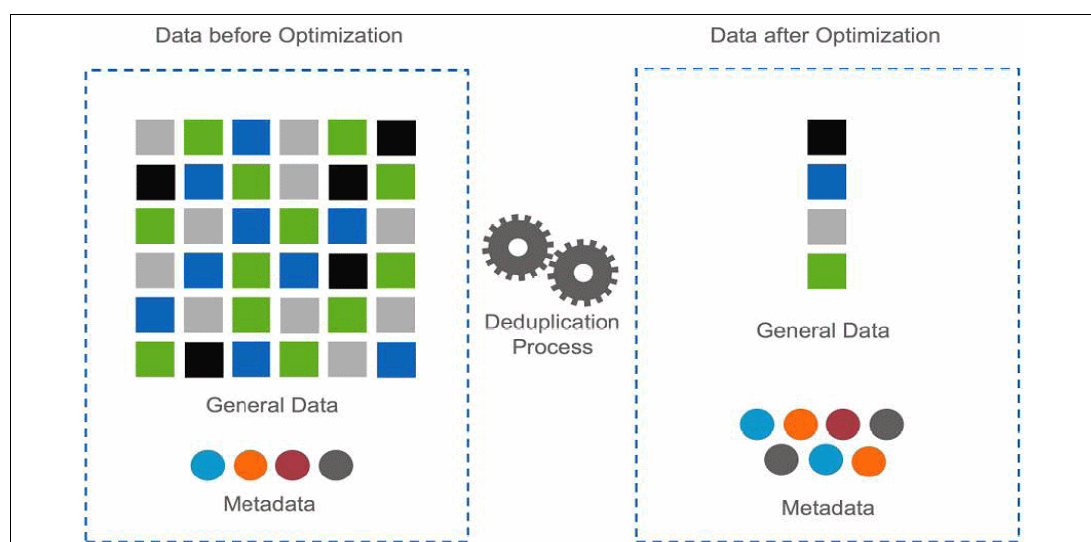 Data before Optimization
Data after Optimization
Deduplication
Process
General Data
General Data
Metadata
Metadata